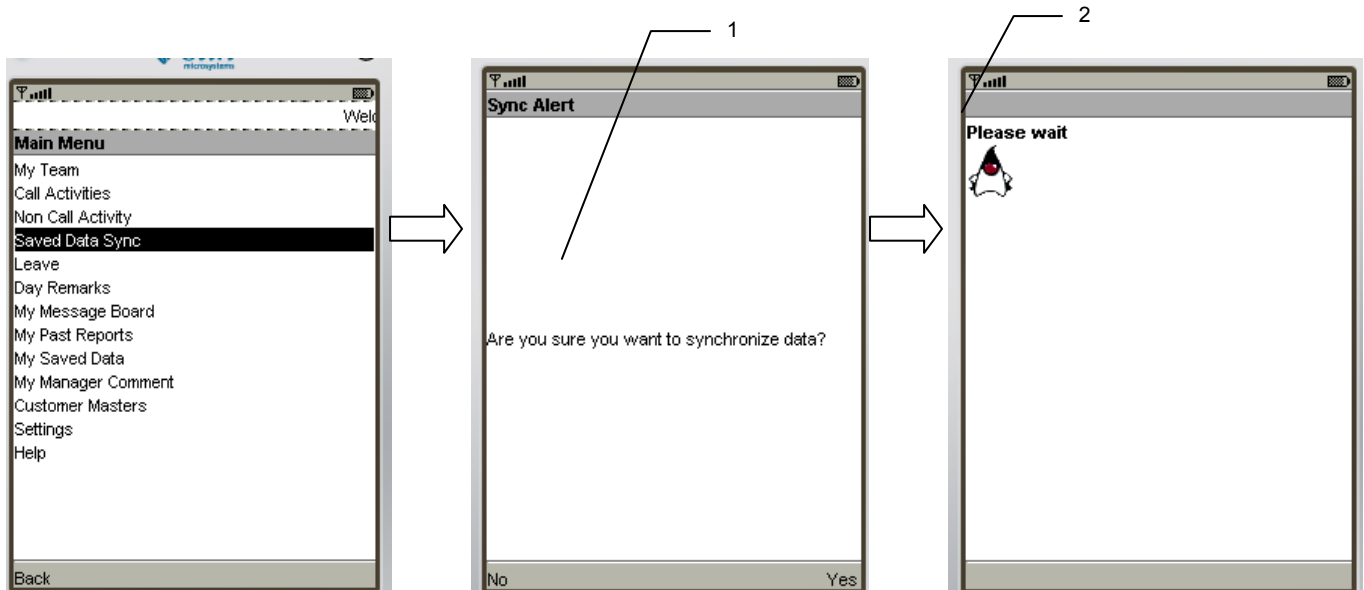 1
2
microsystems
Welc
Main Menu
My Team
Call Activities
Non Call Activity
Saved Data Sync
Leave
Day Remarks
My Message Board
My Past Reports
My Saved Data
My Manager Comment
Customer Masters
Settings
Help
Back
Sync Alert
Are you sure you want to synchronize data?
No Yes
Please wait